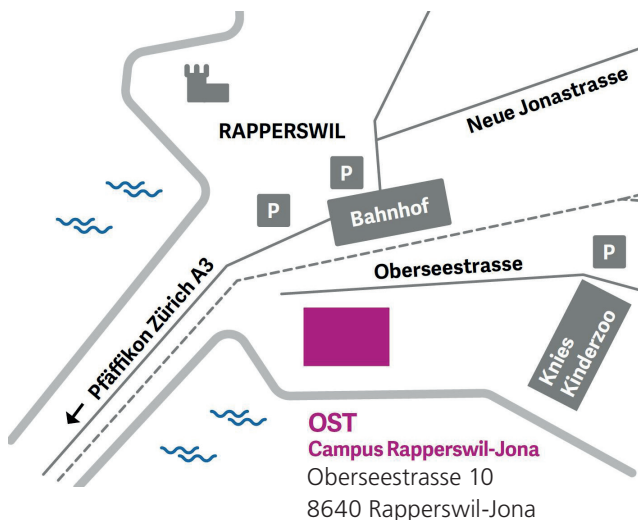 Neue Jonastrasse
RAPPERSWIL
P
P
Bahnhof
P
Oberseestrasse
Pfäffikon Zürich A3
Knies
Kinderzoo
OST
Campus Rapperswil-Jona
Oberseestrasse 10
8640 Rapperswil-Jona